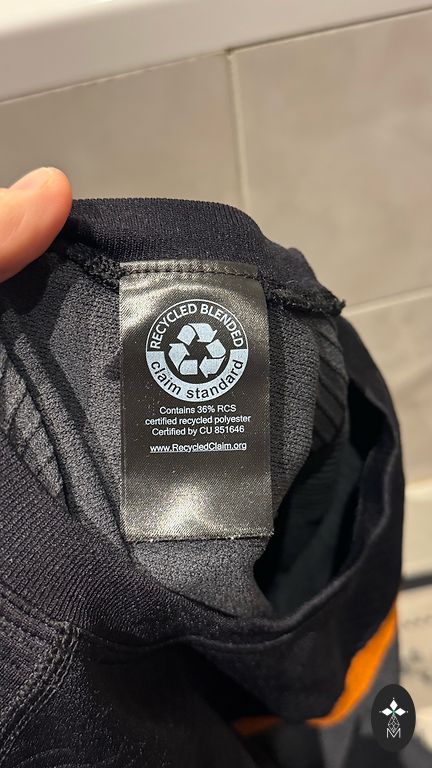 RECYCLED BLENDED
claim standard
Contains 36% RCS
certified recycled polyester
Certified by CU 851646
www.RecycledClaim.org
M